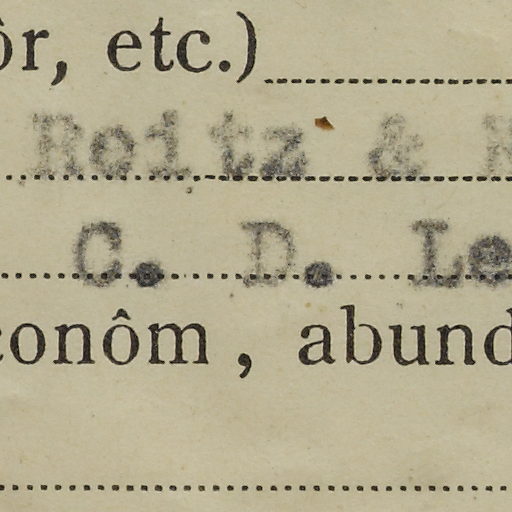 ôr, etc.)
Reitz & 
C. D. Le
conôm, abund